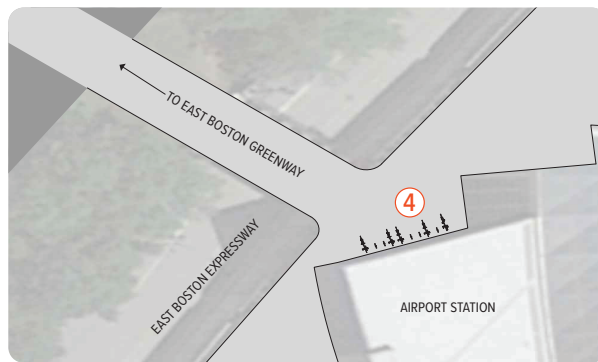 TO EAST BOSTON GREENWAY
4
EAST BOSTON EXPRESSWAY
AIRPORT STATION